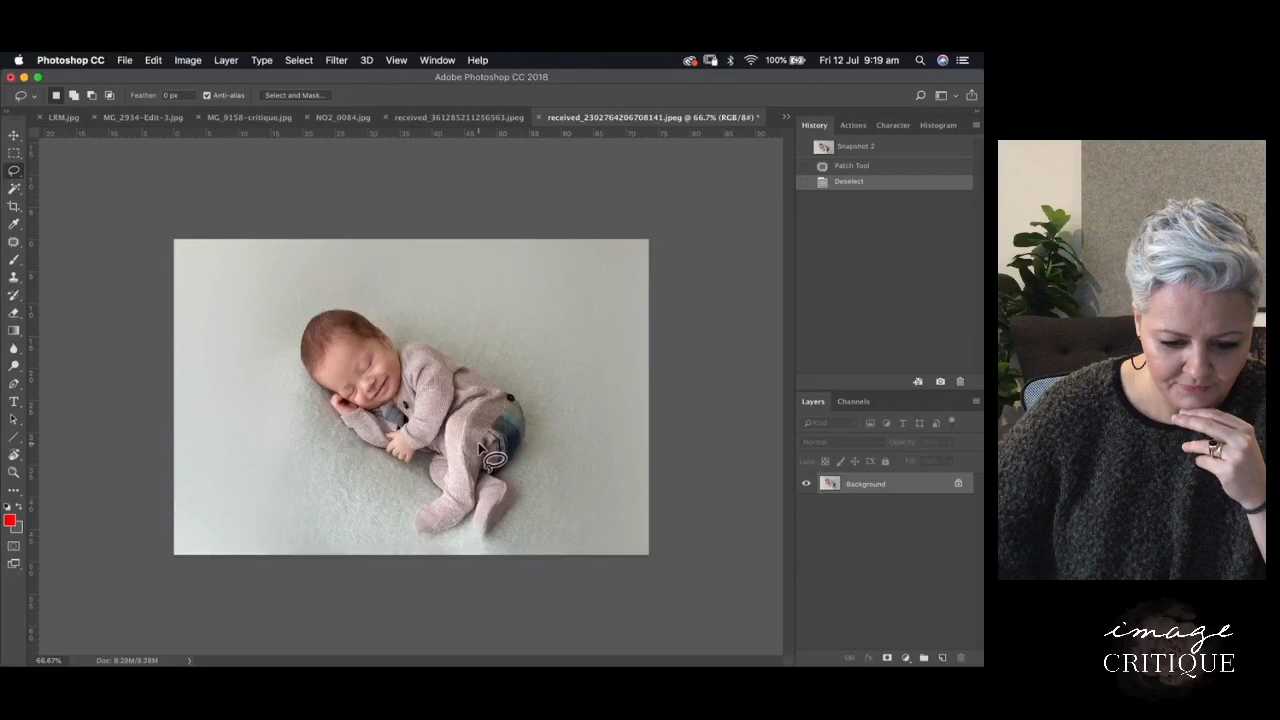 Photoshop CC File Edit Image Layer Type Select Filter 3D View Window Help 100% Fri 12 Jul 9:19 am
Adobe Photoshop CC 2018
Feather: 0 px Anti-alias Select and Mask...
LRM.jpg MG_2934-Edit-3.jpg MG_9158-critique.jpg NO2_0084.jpg received_361285211256563.jpeg received_2302764206708141.jpeg @ 66.7% (RGB/8#) *
History Actions Character Histogram
Snapshot 2
Patch Tool
Deselect
Layers Channels
Kind
Normal Opacity:
Lock: Fill:
Background
66.67% Doc: 8.28M/8.28M
image
CRITIQUE